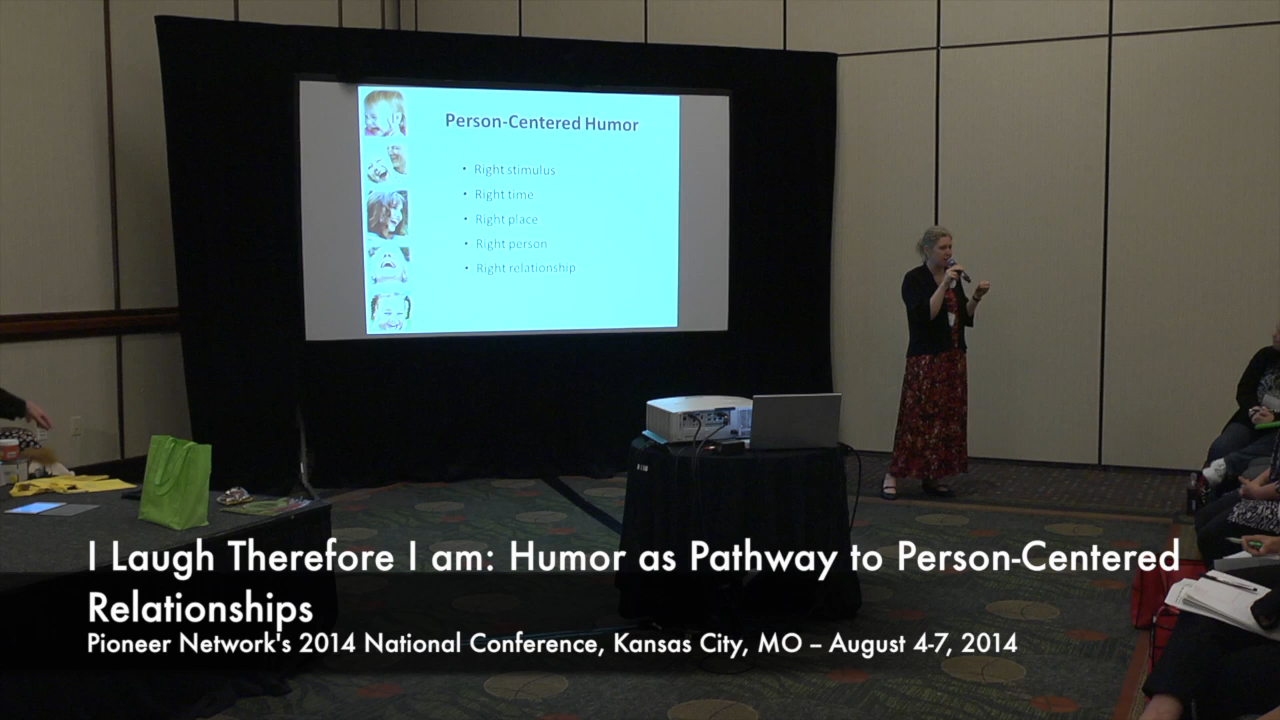 Person-Centered Humor
• Right stimulus
• Right time
• Right place
• Right person
• Right relationship
I Laugh Therefore I am: Humor as Pathway to Person-Centered
Relationships
Pioneer Network's 2014 National Conference, Kansas City, MO – August 4-7, 2014